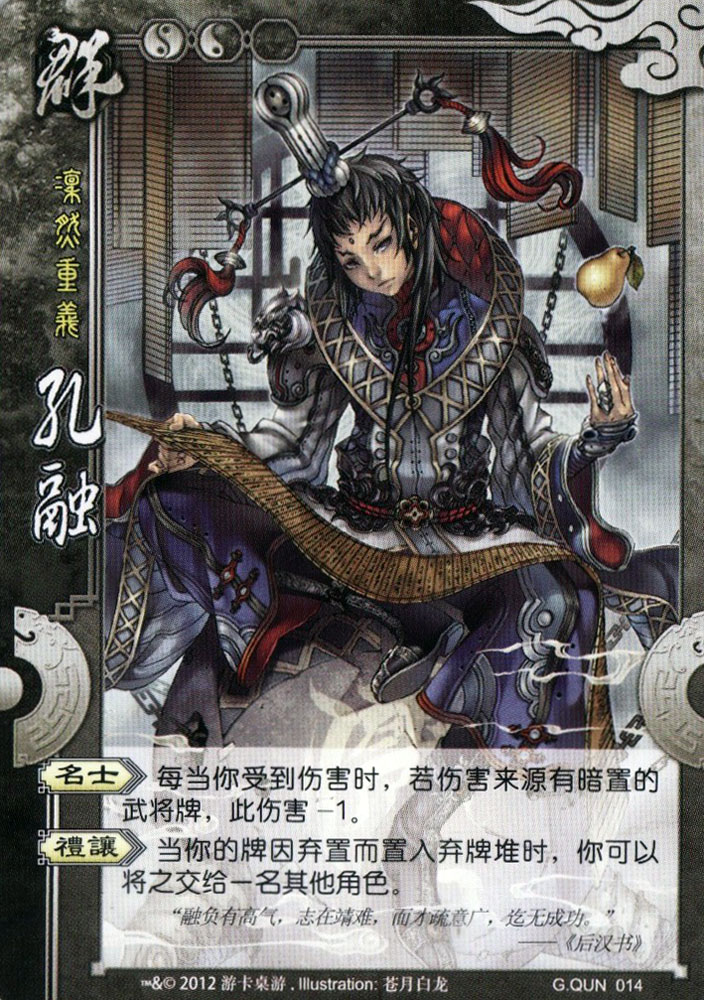 群
凜然重義
孔融
名士 每当你受到伤害时，若伤害来源有暗置的
武将牌，此伤害 -1。
禮讓 当你的牌因弃置而置入弃牌堆时，你可以
将之交给一名其他角色。
“融负有高气，志在靖难，而才疏意广，迄无成功。”
——《后汉书》
™&© 2012 游卡桌游 , Illustration: 苍月白龙
G.QUN 014